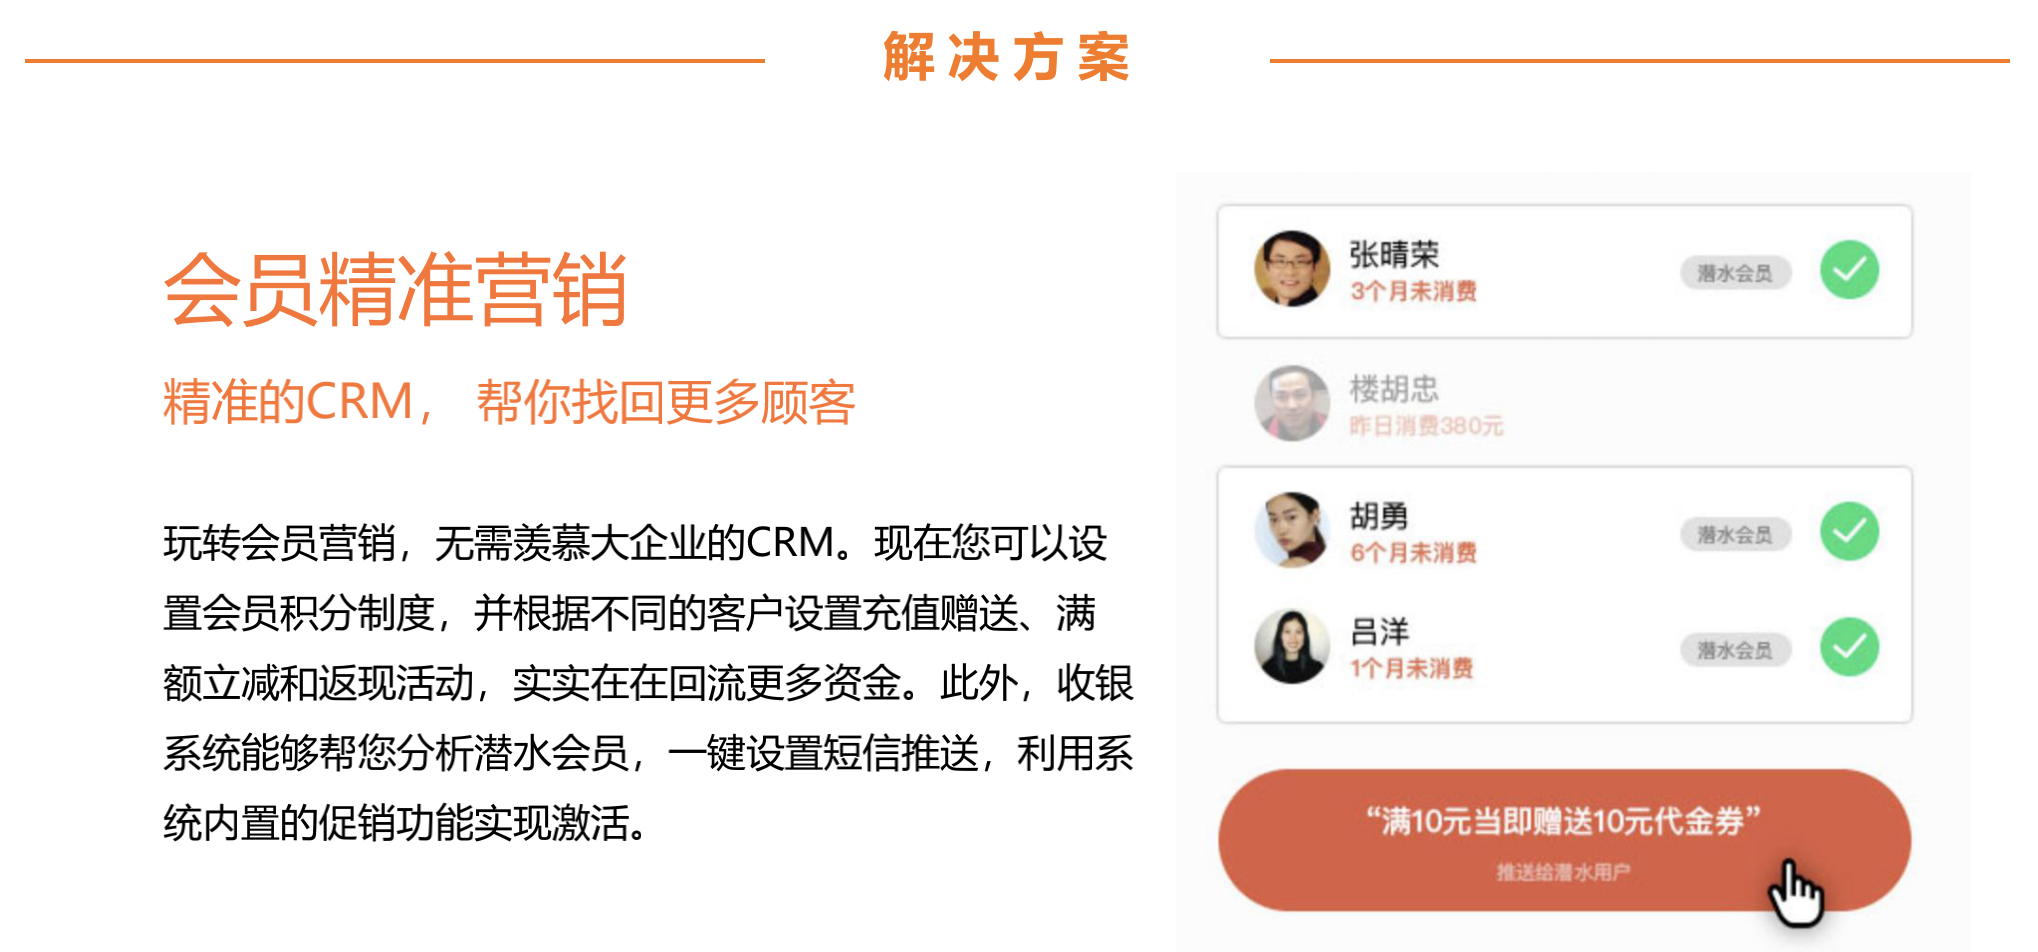 解决方案
会员精准营销
精准的CRM， 帮你找回更多顾客
玩转会员营销，无需羡慕大企业的CRM。现在您可以设
置会员积分制度，并根据不同的客户设置充值赠送、满
额立减和返现活动，实实在在回流更多资金。此外，收银
系统能够帮您分析潜水会员，一键设置短信推送，利用系
统内置的促销功能实现激活。
张晴荣
3个月未消费
潜水会员
楼胡忠
昨日消费380元
胡勇
6个月未消费
潜水会员
吕洋
1个月未消费
潜水会员
“满10元当即赠送10元代金券”
推送给潜水用户